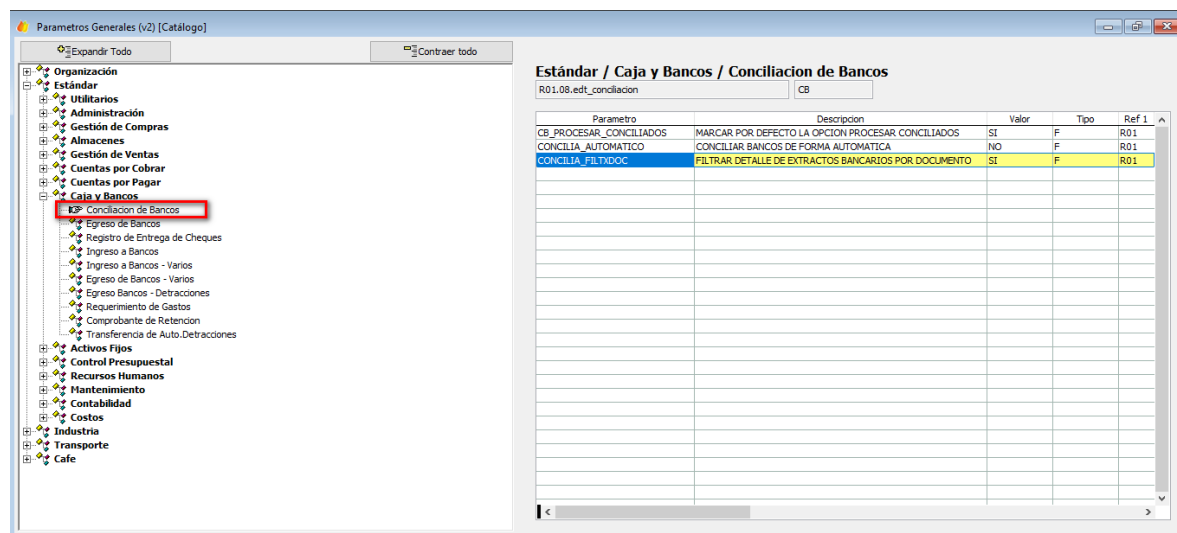 Parametros Generales (v2) [Catálogo]
Expandir Todo
Contraer todo
Organización
Estándar
Utilitarios
Administración
Gestión de Compras
Almacenes
Gestión de Ventas
Cuentas por Cobrar
Cuentas por Pagar
Caja y Bancos
Conciliacion de Bancos
Egreso de Bancos
Registro de Entrega de Cheques
Ingreso a Bancos
Ingreso a Bancos - Varios
Egreso de Bancos - Varios
Egreso Bancos - Detracciones
Requerimiento de Gastos
Comprobante de Retencion
Transferencia de Auto.Detracciones
Activos Fijos
Control Presupuestal
Recursos Humanos
Mantenimiento
Contabilidad
Costos
Industria
Transporte
Cafe
Estándar / Caja y Bancos / Conciliacion de Bancos
R01.08.edt_conciliacion CB
Parametro Descripcion Valor Tipo Ref 1
CB_PROCESAR_CONCILIADOS MARCAR POR DEFECTO LA OPCION PROCESAR CONCILIADOS SI F R01
CONCILIA_AUTOMATICO CONCILIAR BANCOS DE FORMA AUTOMATICA NO F R01
CONCILIA_FILTXDOC FILTRAR DETALLE DE EXTRACTOS BANCARIOS POR DOCUMENTO SI F R01